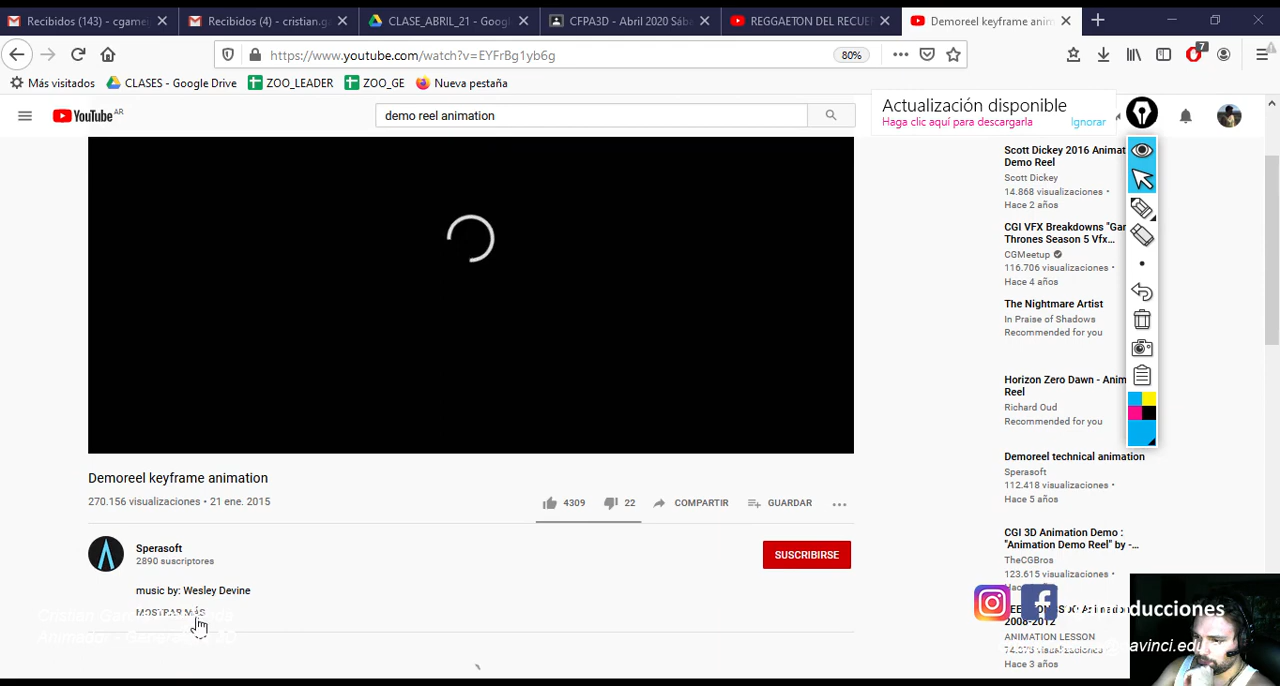 Recibidos (143) - cgamei
Recibidos (4) - cristian.ga
CLASE_ABRIL_21 - Googl
CFPA3D - Abril 2020 Sába
REGGAETON DEL RECUE
Demoreel keyframe anim
https://www.youtube.com/watch?v=EYFrBg1yb6g
80%
7
Más visitados
CLASES - Google Drive
ZOO_LEADER
ZOO_GE
Nueva pestaña
YouTube AR
demo reel animation
Actualización disponible
Haga clic aquí para descargarla
Ignorar
Scott Dickey 2016 Animat
Demo Reel
Scott Dickey
14.868 visualizaciones •
Hace 2 años
CGI VFX Breakdowns "Gam
Thrones Season 5 Vfx...
CGMeetup
116.706 visualizaciones •
Hace 4 años
The Nightmare Artist
In Praise of Shadows
Recommended for you
Horizon Zero Dawn - Anim
Reel
Richard Oud
Recommended for you
Demoreel technical animation
Sperasoft
112.418 visualizaciones •
Hace 5 años
CGI 3D Animation Demo :
"Animation Demo Reel" by -...
TheCGBros
123.615 visualizaciones •
2008-2012
ANIMATION LESSON
Hace 3 años
Demoreel keyframe animation
270.156 visualizaciones • 21 ene. 2015
4309
22
COMPARTIR
GUARDAR
Sperasoft
2890 suscriptores
SUSCRIBIRSE
music by: Wesley Devine
MOSTRAR MÁS